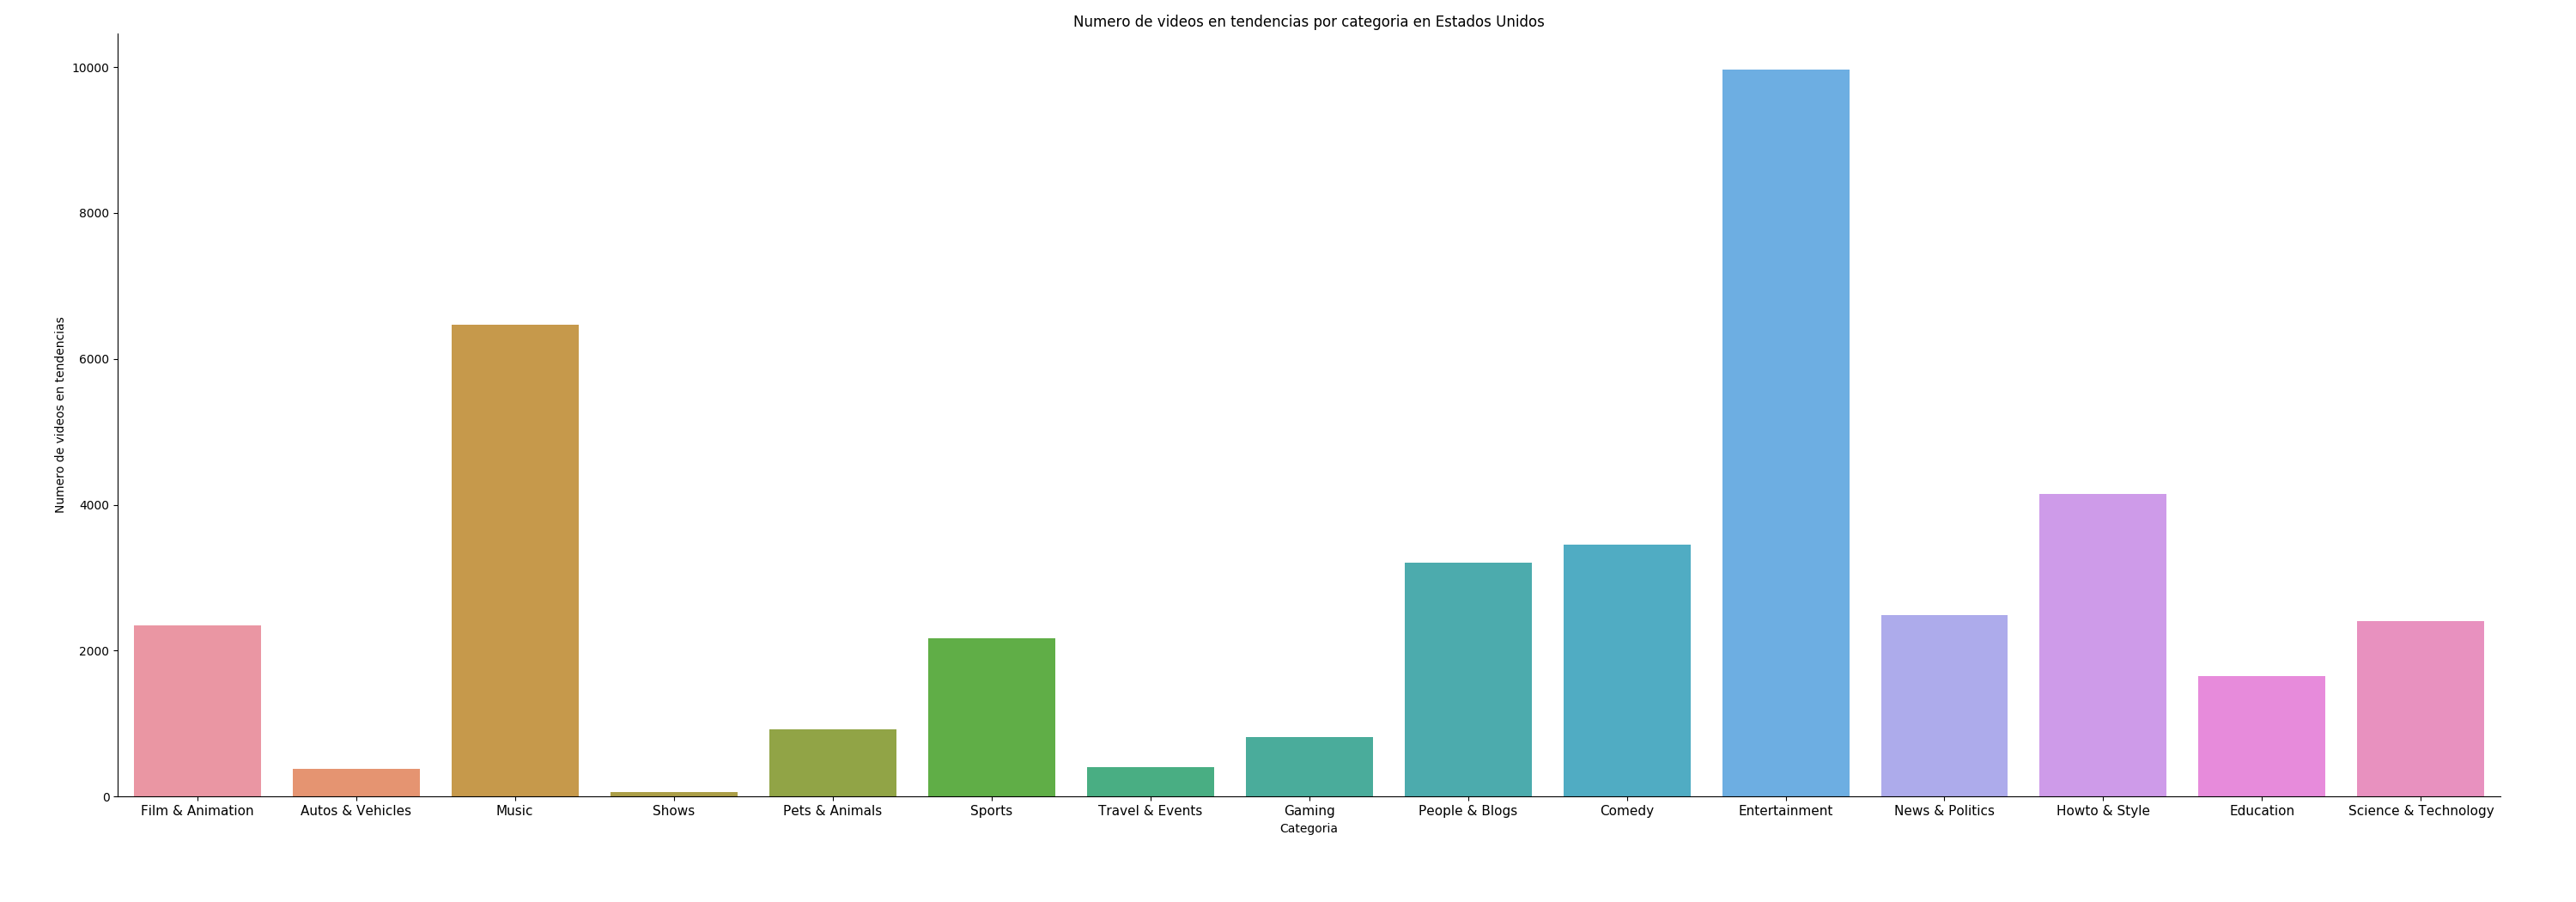 Numero de videos en tendencias por categoria en Estados Unidos
Numero de videos en tendencias
10000
8000
6000
4000
2000
0
Film & Animation Autos & Vehicles Music Shows Pets & Animals Sports Travel & Events Gaming People & Blogs Comedy Entertainment News & Politics Howto & Style Education Science & Technology
Categoria